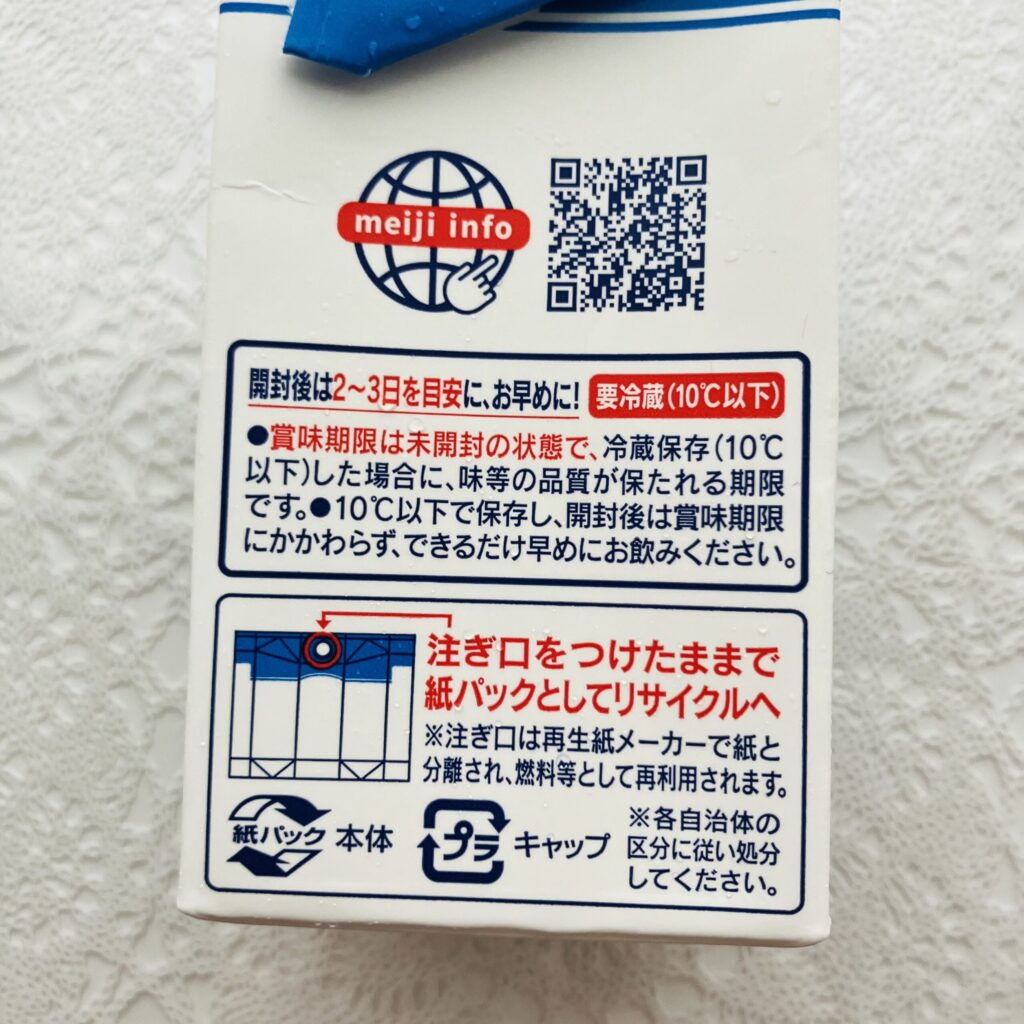 meiji info
開封後は2〜3日を目安に、お早めに!
要冷蔵(10℃以下)
●賞味期限は未開封の状態で、冷蔵保存(10℃
以下)した場合に、味等の品質が保たれる期限
です。●10℃以下で保存し、開封後は賞味期限
にかかわらず、できるだけ早めにお飲みください。
注ぎ口をつけたままで
紙パックとしてリサイクルへ
※注ぎ口は再生紙メーカーで紙と
分離され、燃料等として再利用されます。
紙パック 本体
プラ キャップ
※各自治体の
区分に従い処分
してください。